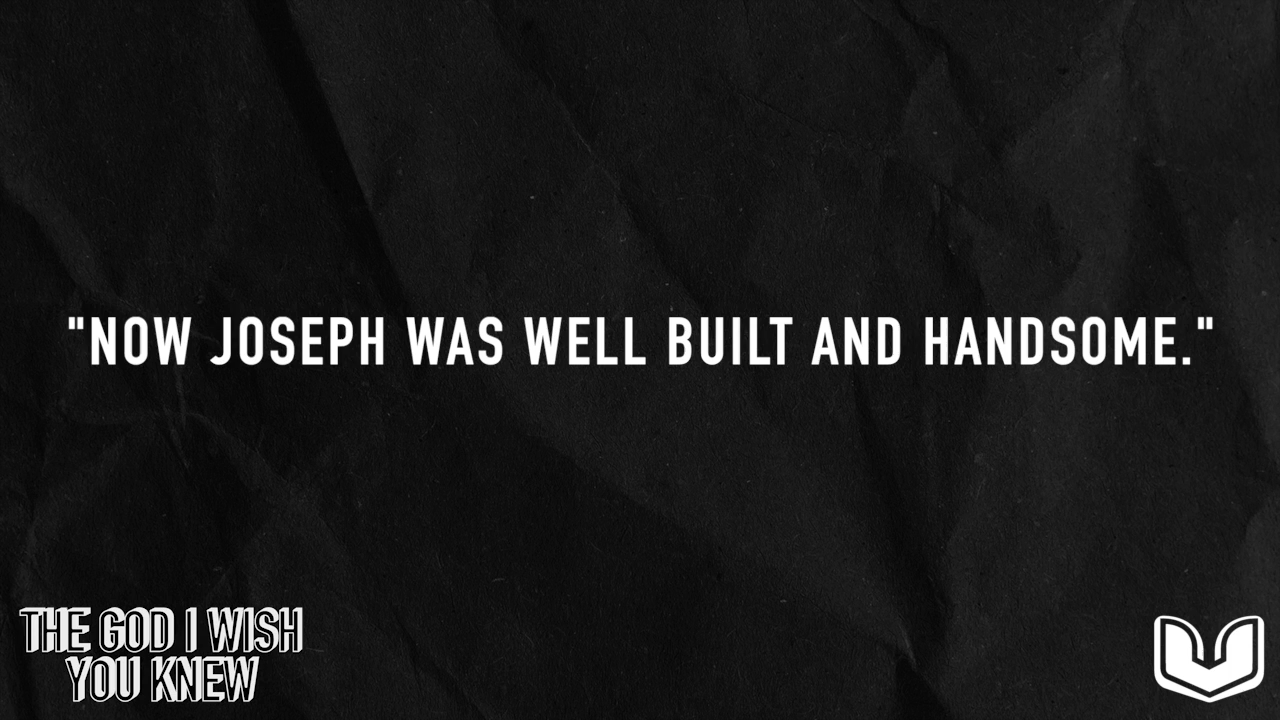 "NOW JOSEPH WAS WELL BUILT AND HANDSOME."
THE GOD I WISH
YOU KNEW